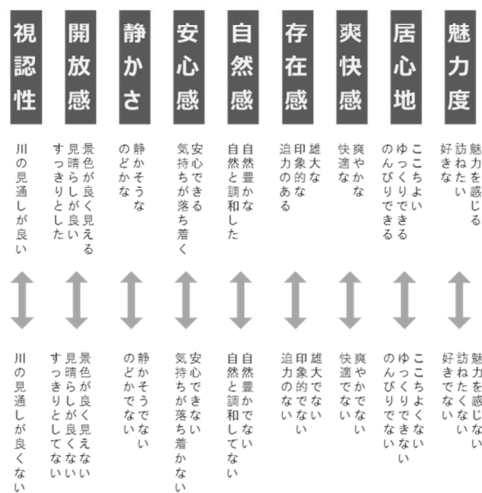 魅力度
居心地
爽快感
存在感
自然感
安心感
静かさ
開放感
視認性
魅力を感じる
訪ねたい
好きな
ここちよい
ゆっくりできる
のんびりできる
爽やかな
快適な
雄大な
印象的な
迫力のある
自然豊かな
自然と調和した
安心できる
気持ちが落ち着く
静かそうな
のどかな
景色が良く見える
見晴らしが良い
すっきりとした
川の見通しが良い
魅力を感じない
訪ねたくない
好きでない
ここちよくない
ゆっくりできない
のんびりできない
爽やかでない
快適でない
雄大でない
印象的でない
迫力のない
自然豊かでない
自然と調和してない
安心できない
気持ちが落ち着かない
静かそうでない
のどかでない
景色が良く見えない
見晴らしが良くない
すっきりとしてない
川の見通しが良くない